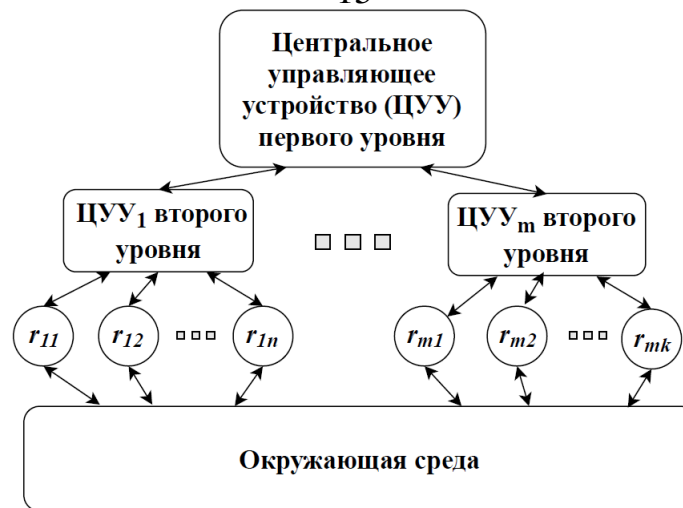 Центральное
управляющее
устройство (ЦУУ)
первого уровня
ЦУУ₁ второго
уровня
ЦУУₘ второго
уровня
r₁₁
r₁₂
r₁ₙ
rₘ₁
rₘ₂
rₘₖ
Окружающая среда